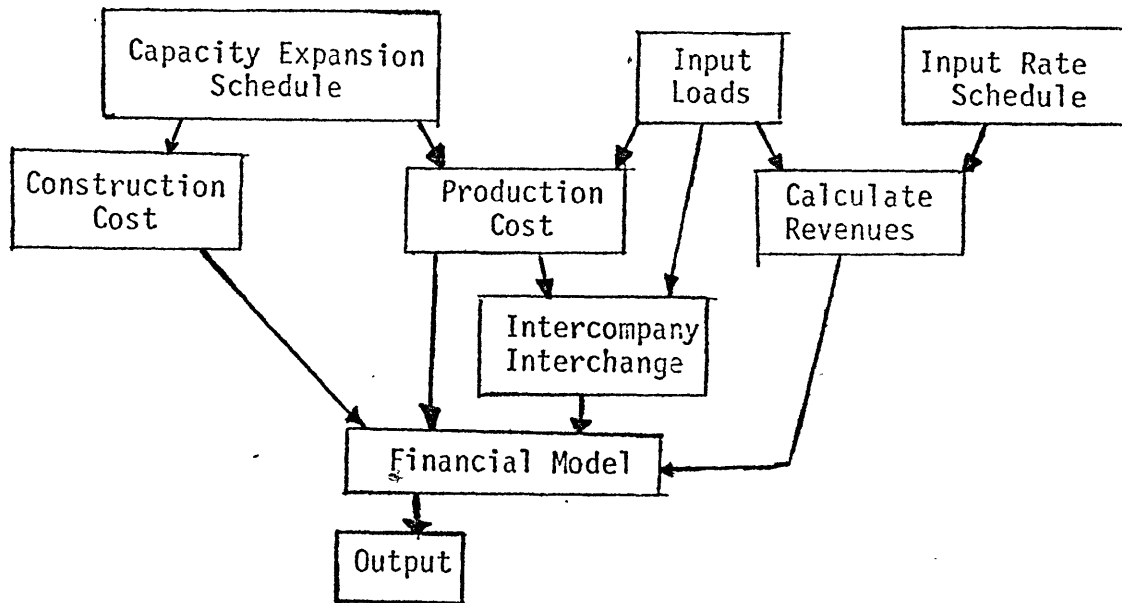 Capacity Expansion
Schedule
Input
Loads
Input Rate
Schedule
Construction
Cost
Production
Cost
Calculate
Revenues
Intercompany
Interchange
Financial Model
Output